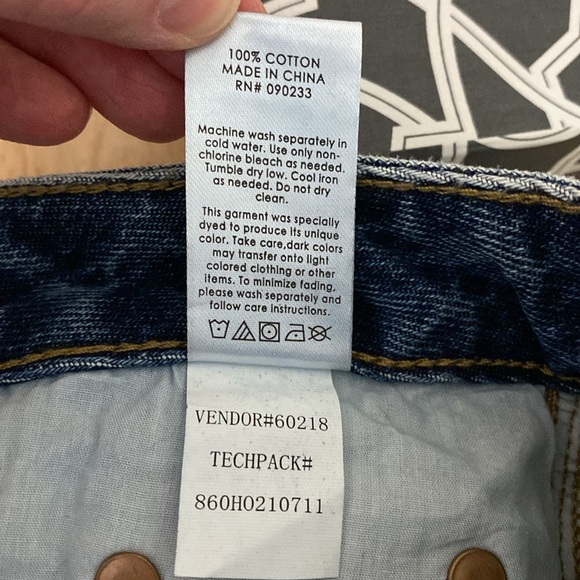 100% COTTON
MADE IN CHINA
RN# 090233
Machine wash separately in
cold water. Use only non-
chlorine bleach as needed.
Tumble dry low. Cool Iron
as needed. Do not dry
clean.
This garment was specially
dyed to produce its unique
color. Take care,dark colors
may transfer onto light
colored clothing or other
items. To minimize fading,
please wash separately and
follow care instructions.
VENDOR#60218
TECHPACK#
860HO210711